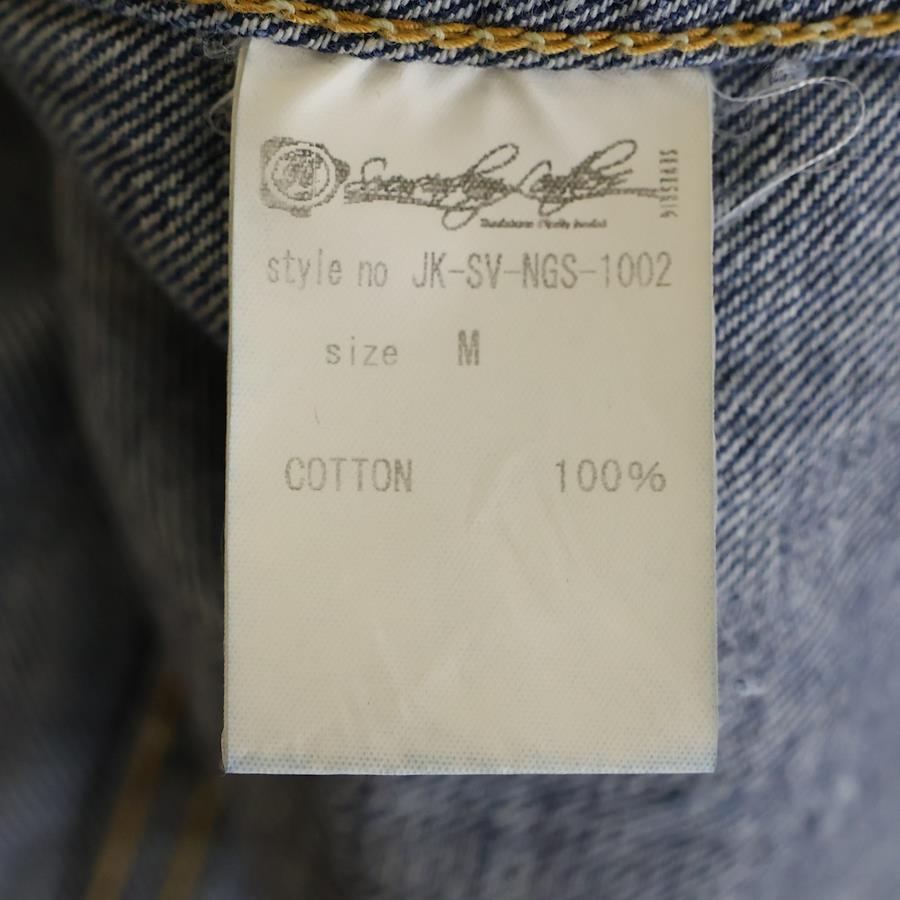 style no JK-SV-NGS-1002
size M
COTTON 100%